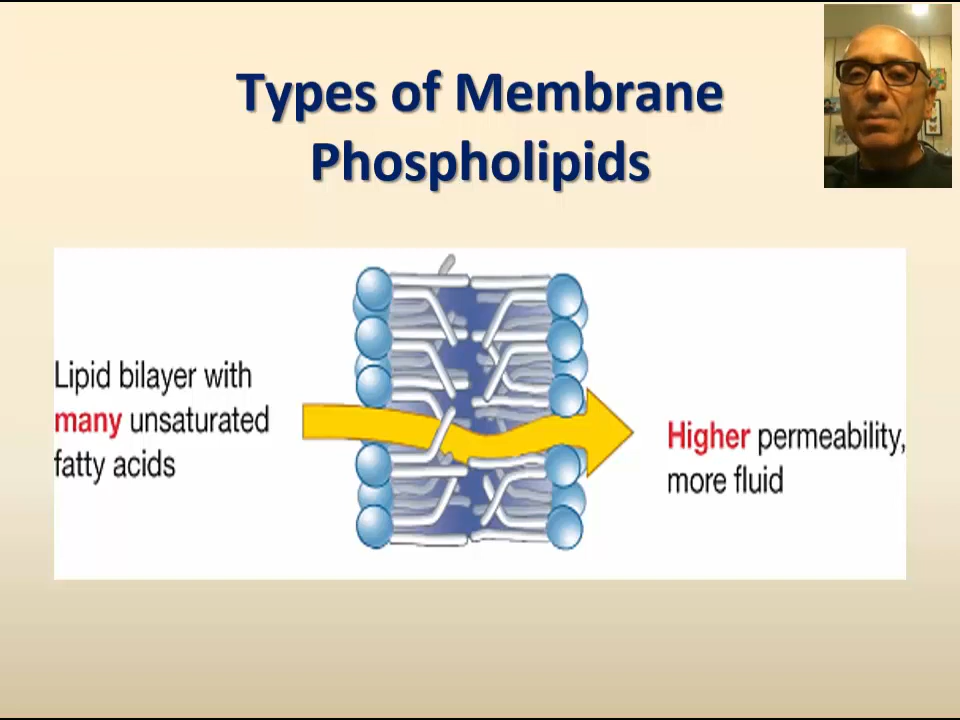 Types of Membrane
Phospholipids
Lipid bilayer with
many unsaturated
fatty acids
Higher permeability,
more fluid